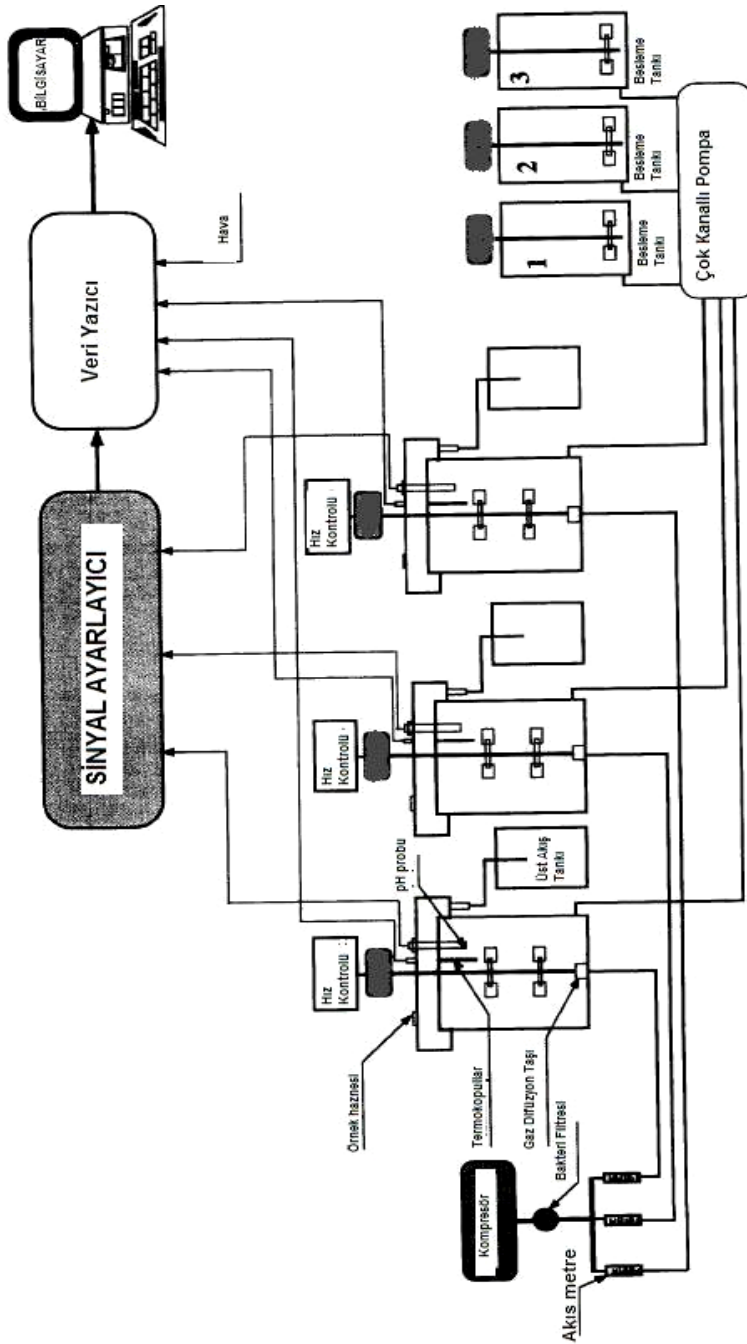 BİLGİSAYAR
Veri Yazıcı
Hava
SİNYAL AYARLAYICI
Hız
Kontrolü
Hız
Kontrolü
Hız
Kontrolü
Örnek haznesi
pH probu
Termokopullar
Gaz Difüzyon Taşı
Üst Akış
Tankı
Kompresör
Bakteri Filtresi
Akıs metre
1
Besleme
Tankı
2
Besleme
Tankı
3
Besleme
Tankı
Çok Kanallı Pompa